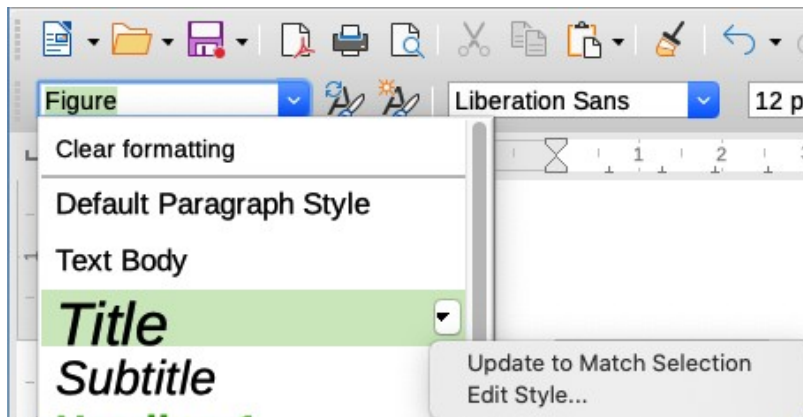 Figure
Liberation Sans
12 p
Clear formatting
1 2
Default Paragraph Style
1
Text Body
Title
Subtitle
Update to Match Selection
Edit Style...